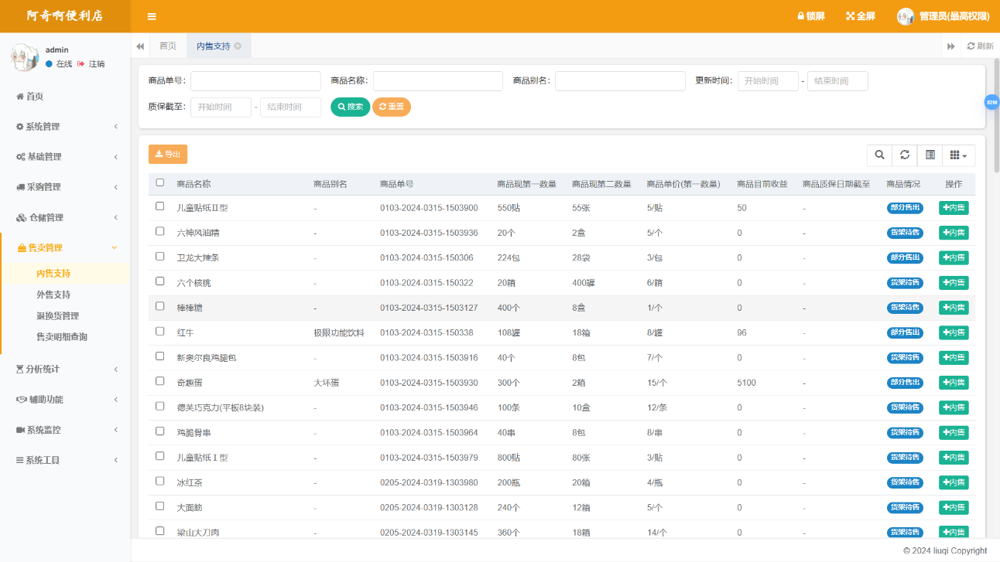 阿奇啊便利店
锁屏 全屏 管理员(最高权限)
admin
在线 注销
首页 内售支持 刷新
首页
系统管理
基础管理
采购管理
仓储管理
售卖管理
内售支持
外售支持
退换货管理
售卖明细查询
分析统计
辅助功能
系统监控
系统工具
商品单号： 商品名称： 商品别名： 更新时间： 开始时间 - 结束时间
质保截至： 开始时间 - 结束时间 搜索 重置
82M
导出
商品名称 商品别名 商品单号 商品现第一数量 商品现第二数量 商品单价(第一数量) 商品目前收益 商品质保日期截至 商品情况 操作
儿童贴纸Ⅱ型 - 0103-2024-0315-1503900 550贴 55张 5/贴 50 - 部分售出 内售
六神风油精 - 0103-2024-0315-1503936 20个 2盒 5/个 0 - 货架待售 内售
卫龙大辣条 - 0103-2024-0315-150306 224包 28袋 3/包 0 - 部分售出 内售
六个核桃 - 0103-2024-0315-150322 20箱 400罐 6/箱 0 - 货架待售 内售
棒棒糖 - 0103-2024-0315-1503127 400个 8盒 1/个 0 - 货架待售 内售
红牛 极限功能饮料 0103-2024-0315-150338 108罐 18箱 8/罐 96 - 部分售出 内售
新奥尔良鸡腿包 - 0103-2024-0315-1503916 40个 8包 7/个 0 - 货架待售 内售
奇趣蛋 大坏蛋 0103-2024-0315-1503930 300个 2箱 15/个 5100 - 部分售出 内售
德芙巧克力(平板8块装) - 0103-2024-0315-1503946 100条 10盒 12/条 0 - 货架待售 内售
鸡脆骨串 - 0103-2024-0315-1503964 40串 8包 8/串 0 - 货架待售 内售
儿童贴纸Ⅰ型 - 0103-2024-0315-1503979 800贴 80张 3/贴 0 - 货架待售 内售
冰红茶 - 0205-2024-0319-1303980 200瓶 20箱 4/瓶 0 - 货架待售 内售
大面筋 - 0205-2024-0319-1303128 240个 12箱 5/个 0 - 货架待售 内售
梁山大刀肉 - 0205-2024-0319-1303145 360个 18箱 14/个 0 - 货架待售 内售
© 2024 liuqi Copyright